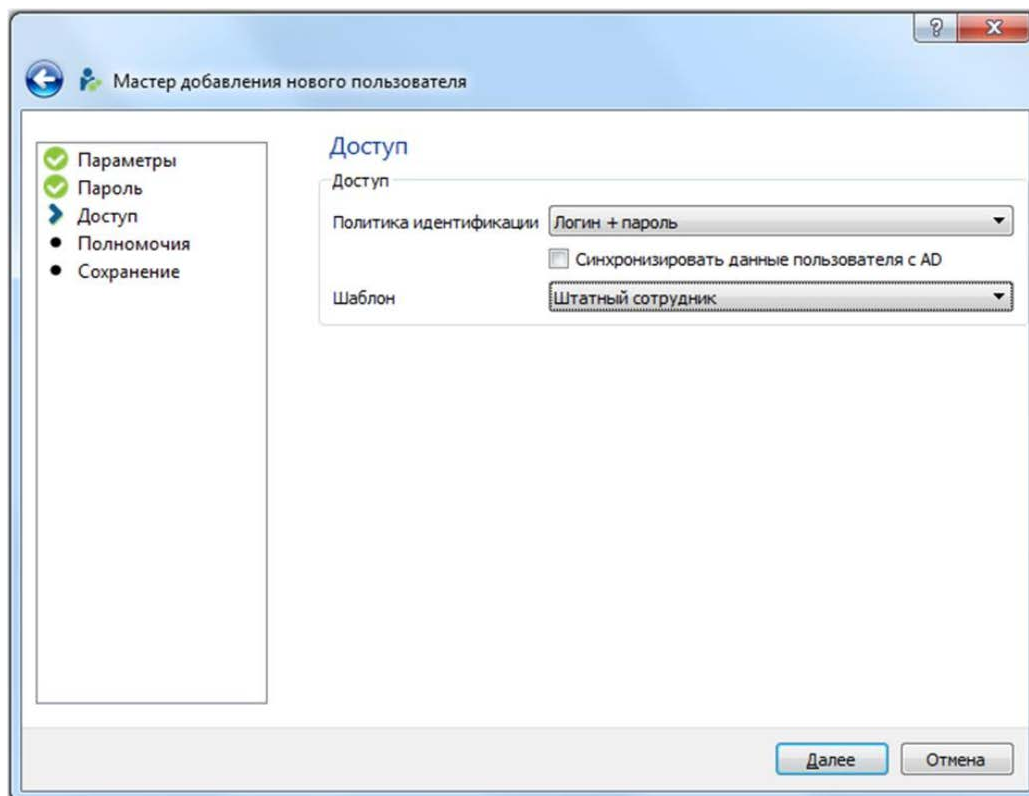 Мастер добавления нового пользователя
Параметры
Пароль
Доступ
Полномочия
Сохранение
Доступ
Доступ
Политика идентификации Логин + пароль
Синхронизировать данные пользователя с AD
Шаблон Штатный сотрудник
Далее Отмена